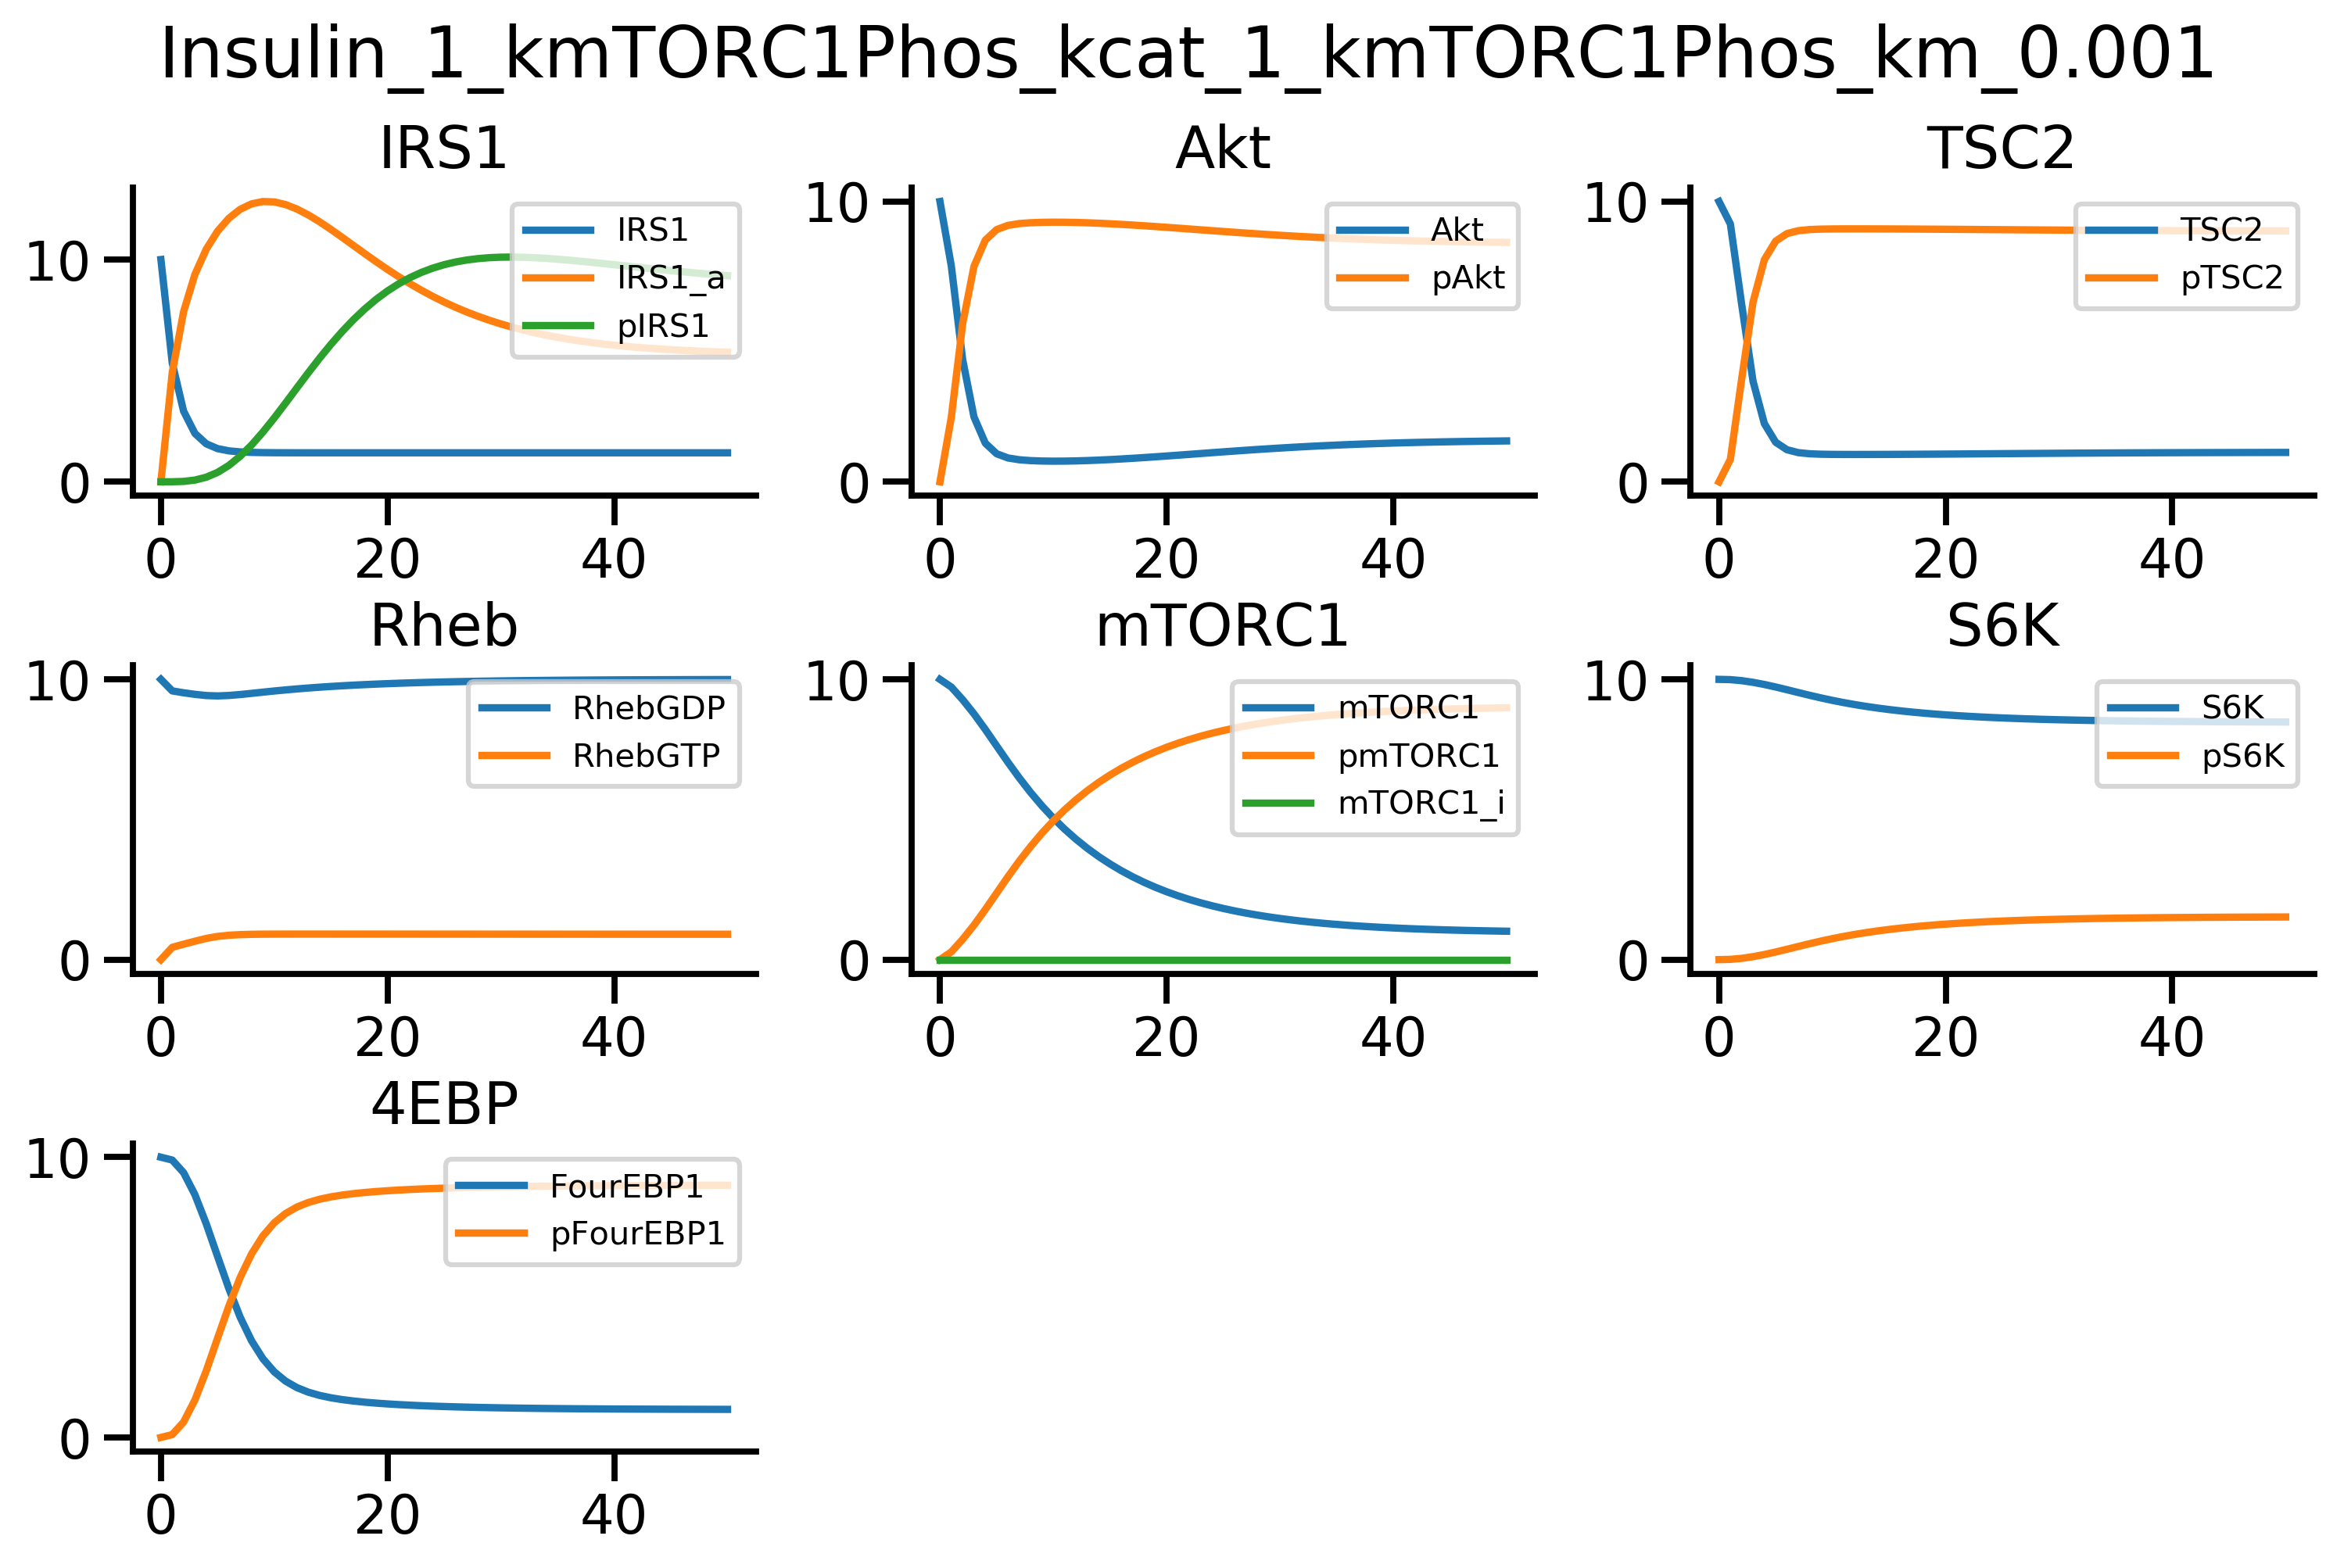 Insulin_1_kmTORC1Phos_kcat_1_kmTORC1Phos_km_0.001
IRS1
10
0
0 20 40
IRS1
IRS1_a
pIRS1
Akt
10
0
0 20 40
Akt
pAkt
TSC2
10
0
0 20 40
TSC2
pTSC2
Rheb
10
0
0 20 40
RhebGDP
RhebGTP
mTORC1
10
0
0 20 40
mTORC1
pmTORC1
mTORC1_i
S6K
10
0
0 20 40
S6K
pS6K
4EBP
10
0
0 20 40
FourEBP1
pFourEBP1